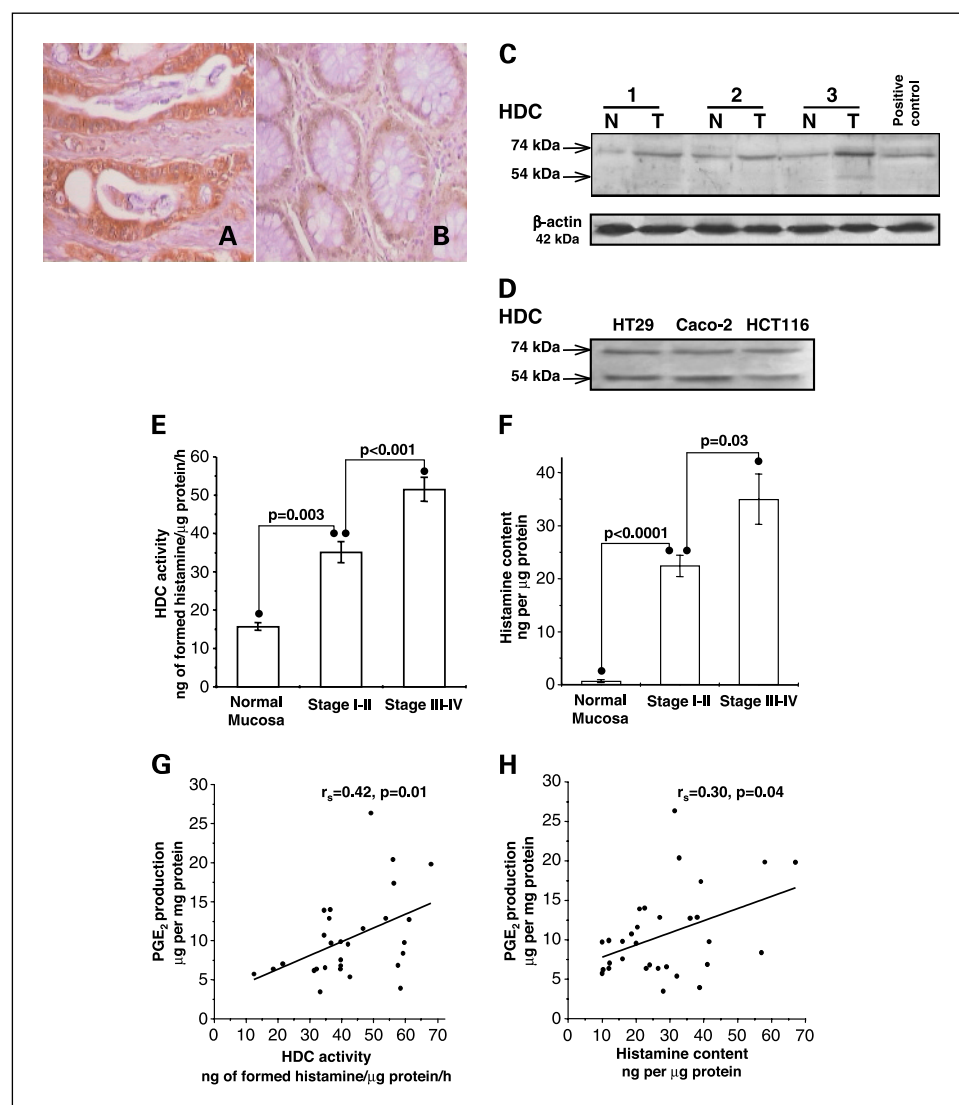 A
B
C
1 2 3
HDC N T N T N T Positive control
74 kDa
54 kDa
β-actin
42 kDa
D
HDC
HT29 Caco-2 HCT116
74 kDa
54 kDa
E
HDC activity
ng of formed histamine/μg protein/h
60
50
40
30
20
10
0
p=0.003
p<0.001
Normal Mucosa
Stage I-II
Stage III-IV
F
Histamine content
ng per μg protein
40
30
20
10
0
p<0.0001
p=0.03
Normal Mucosa
Stage I-II
Stage III-IV
G
PGE₂ production
μg per mg protein
30
25
20
15
10
5
0
rₛ=0.42, p=0.01
0 10 20 30 40 50 60 70
HDC activity
ng of formed histamine/μg protein/h
H
PGE₂ production
μg per mg protein
30
25
20
15
10
5
0
rₛ=0.30, p=0.04
0 10 20 30 40 50 60 70
Histamine content
ng per μg protein